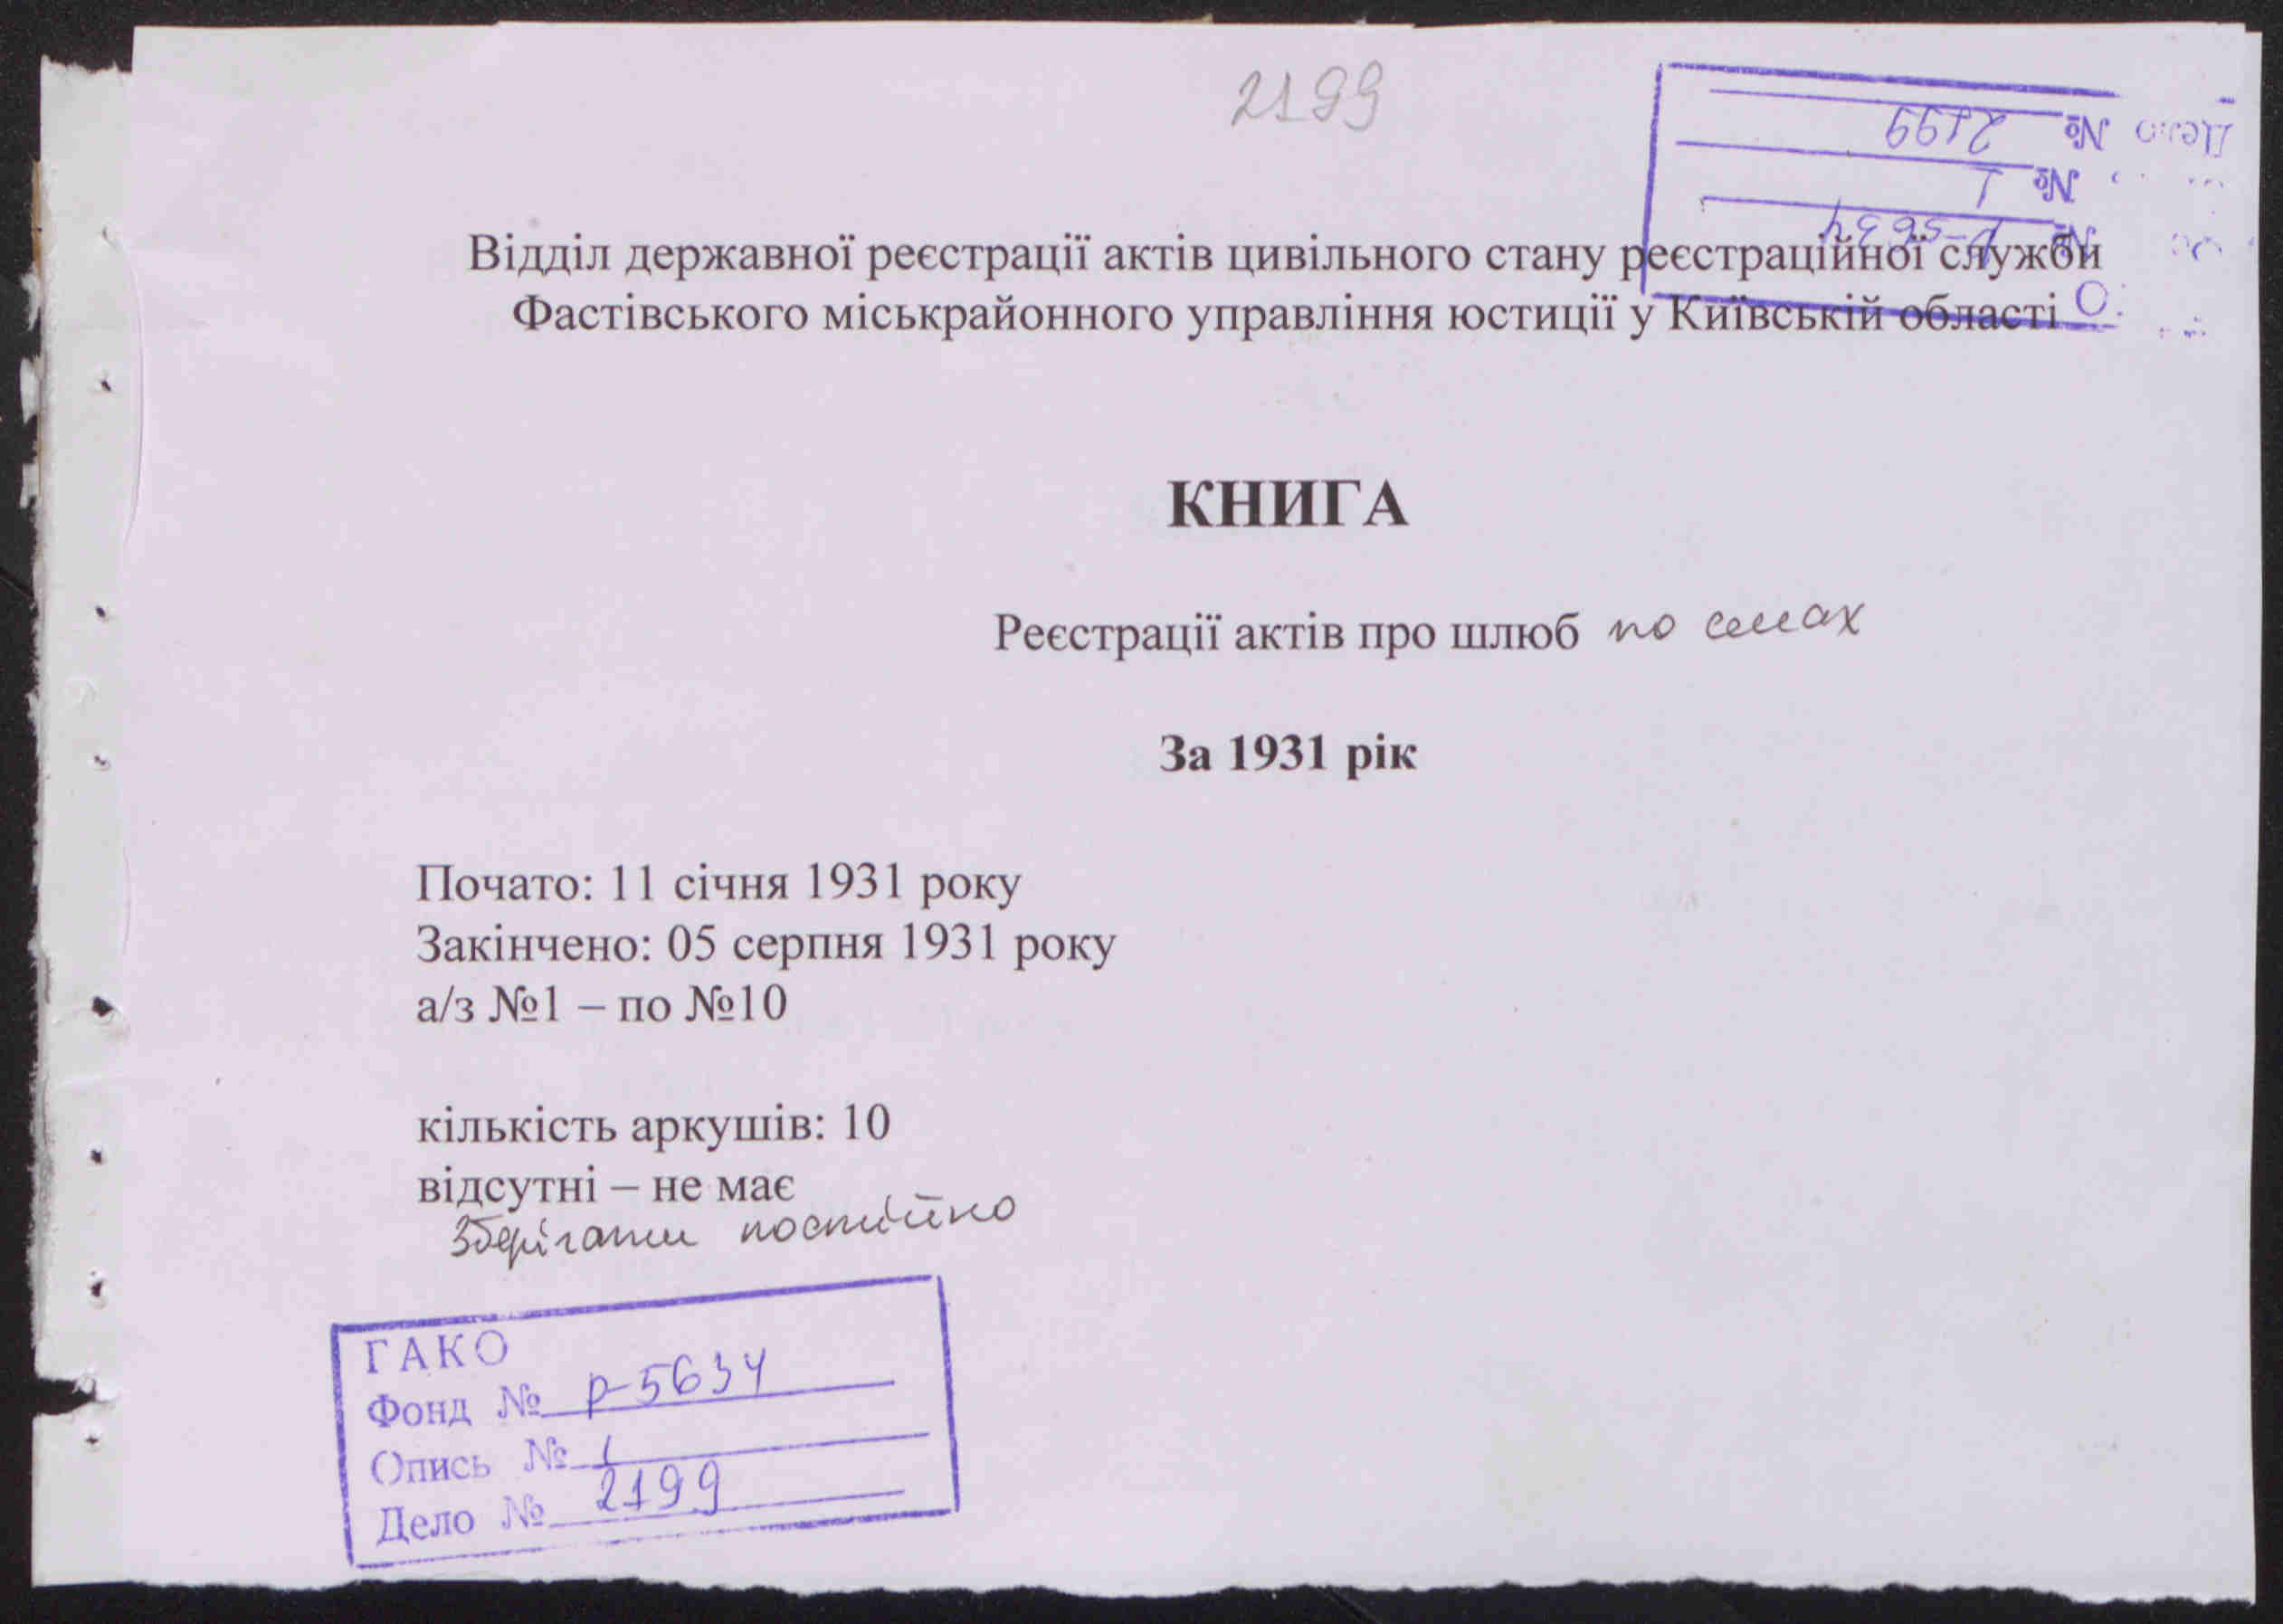 2199
Дело № 2199
№ 1
№ р-5634
Відділ державної реєстрації актів цивільного стану реєстраційної служби
Фастівського міськрайонного управління юстиції у Київській області
КНИГА
Реєстрації актів про шлюб по селах
За 1931 рік
Почато: 11 січня 1931 року
Закінчено: 05 серпня 1931 року
а/з №1 – по №10
кількість аркушів: 10
відсутні – не має
Зберігати постійно
ГАКО
Фонд № р-5634
Опись № 1
Дело № 2199